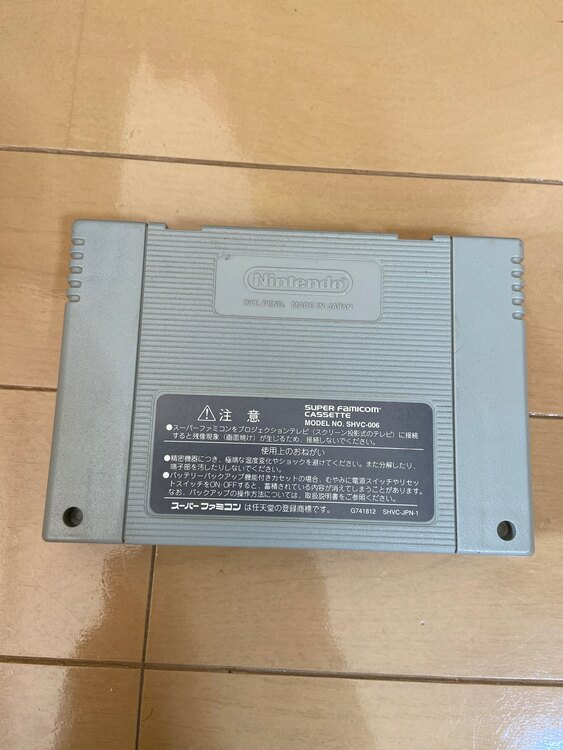 Nintendo
PAT. PEND. MADE IN JAPAN
⚠注意
SUPER FAMICOM
CASSETTE
MODEL NO. SHVC-006
●スーパーファミコンをプロジェクションテレビ(スクリーン投影式のテレビ)に接続
すると残像現象(画面焼け)が生じるため、接続しないでください。
使用上のおねがい
●精密機器につき、極端な温度変化やショックを避けてください。また分解したり、
端子部を汚したりしないでください。
●バッテリーバックアップ機能付きカセットの場合、むやみに電源スイッチやリセッ
トスイッチをON・OFFすると、蓄積されている内容が消えてしまうことがあります。
なお、バックアップの操作方法については、取扱説明書をご参照ください。
スーパーファミコンは任天堂の登録商標です。
G741812 SHVC-JPN-1